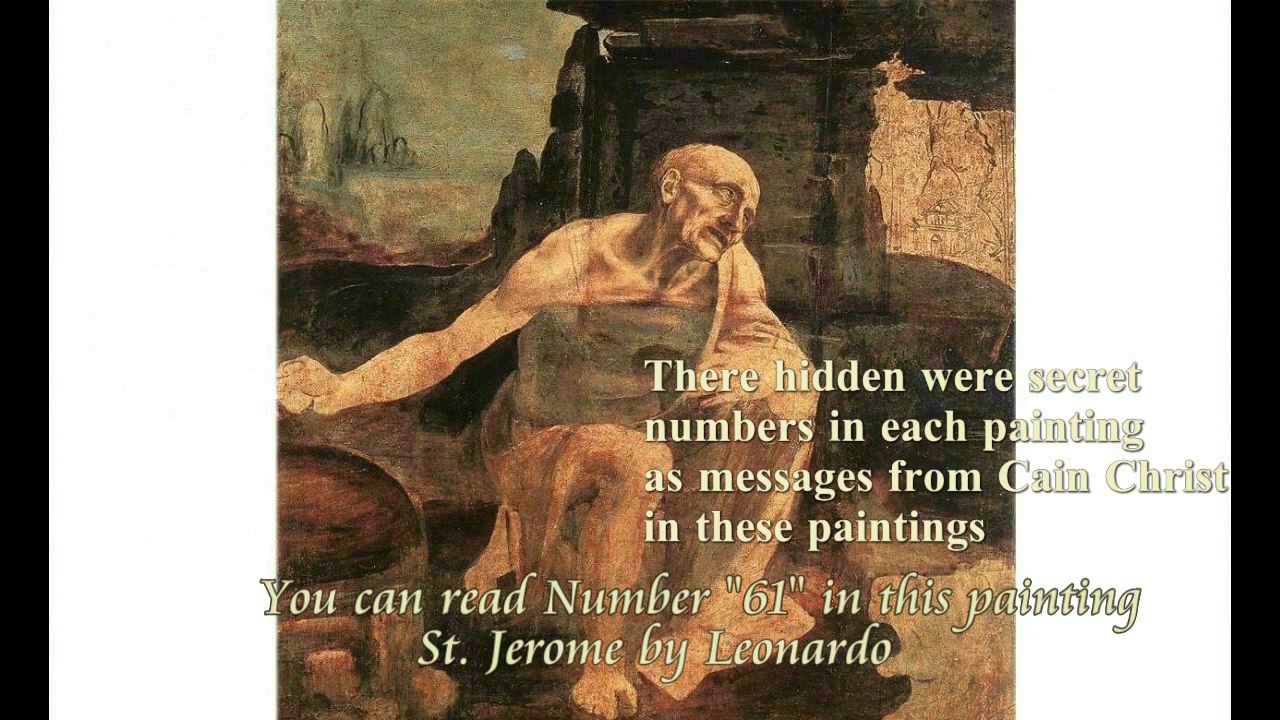 There hidden were secret
numbers in each painting
as messages from Cain Christ
in these paintings
You can read Number "61" in this painting
St. Jerome by Leonardo